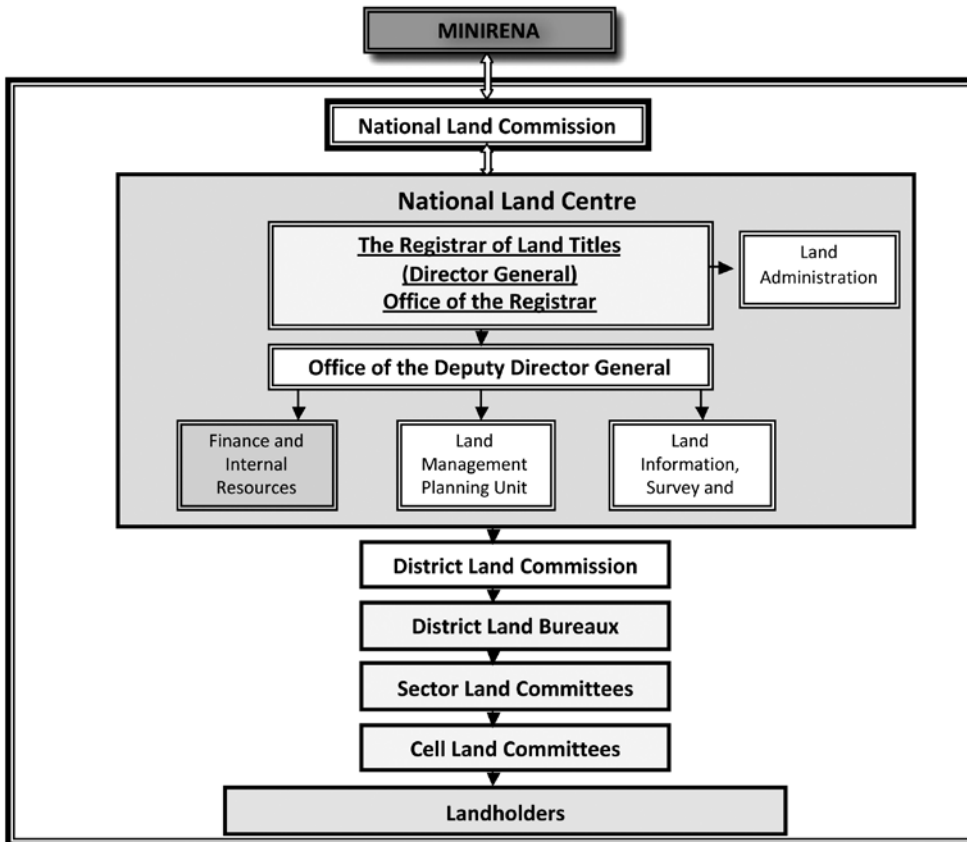 MINIRENA
National Land Commission
National Land Centre
The Registrar of Land Titles
(Director General)
Office of the Registrar
Land
Administration
Office of the Deputy Director General
Finance and
Internal
Resources
Land
Management
Planning Unit
Land
Information,
Survey and
District Land Commission
District Land Bureaux
Sector Land Committees
Cell Land Committees
Landholders